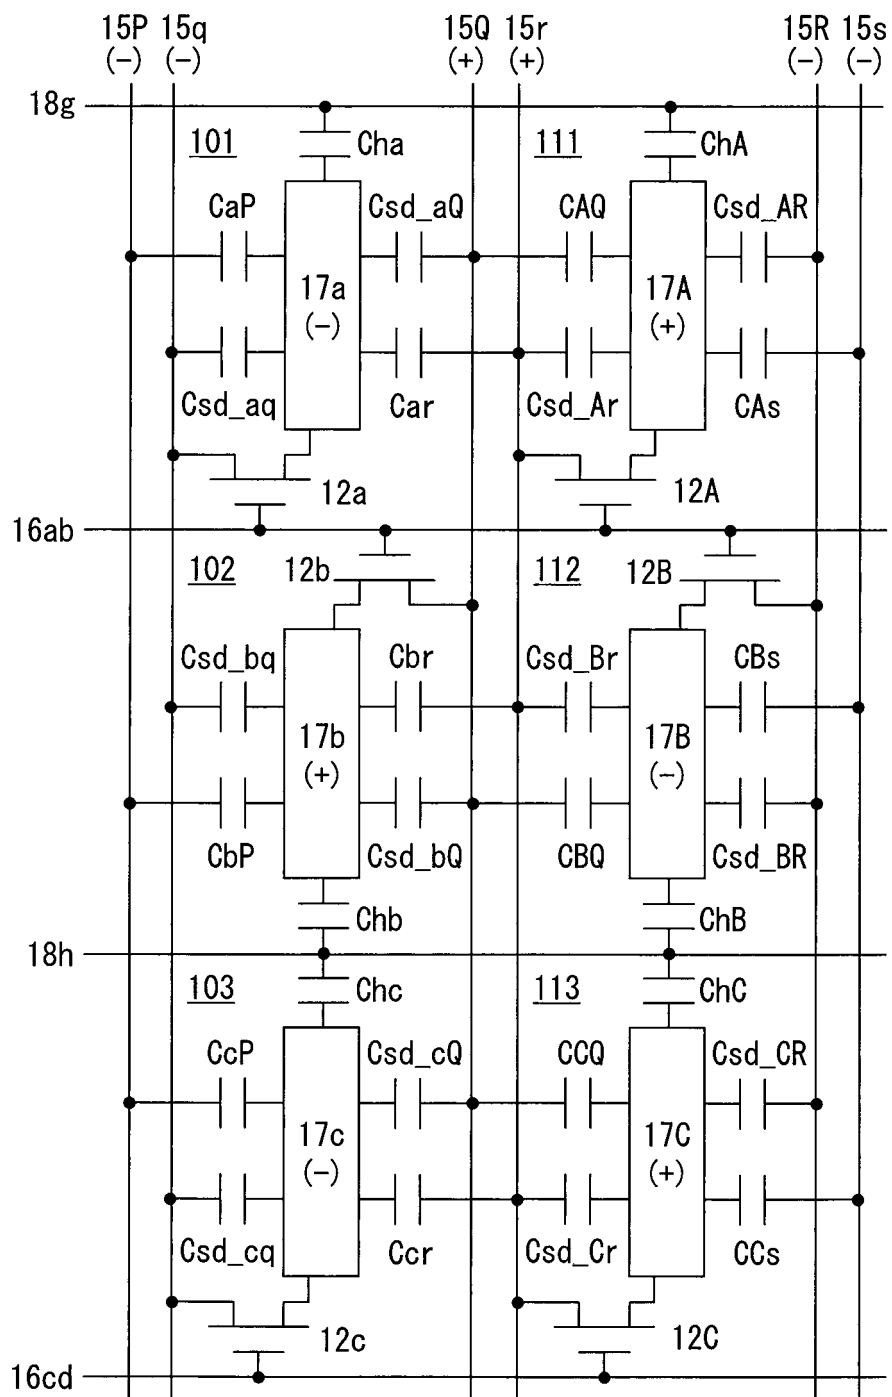 15P 15q 15Q 15r 15R 15s
(−) (−) (+) (+) (−) (−)
18g
101 Cha 111 ChA
CaP Csd_aQ CAQ Csd_AR
17a 17A
(−) (+)
Csd_aq Car Csd_Ar CAs
12a 12A
16ab
102 12b 112 12B
Csd_bq Cbr Csd_Br CBs
17b 17B
(+) (−)
CbP Csd_bQ CBQ Csd_BR
Chb ChB
18h
103 Chc 113 ChC
CcP Csd_cQ CCQ Csd_CR
17c 17C
(−) (+)
Csd_cq Ccr Csd_Cr CCs
12c 12C
16cd